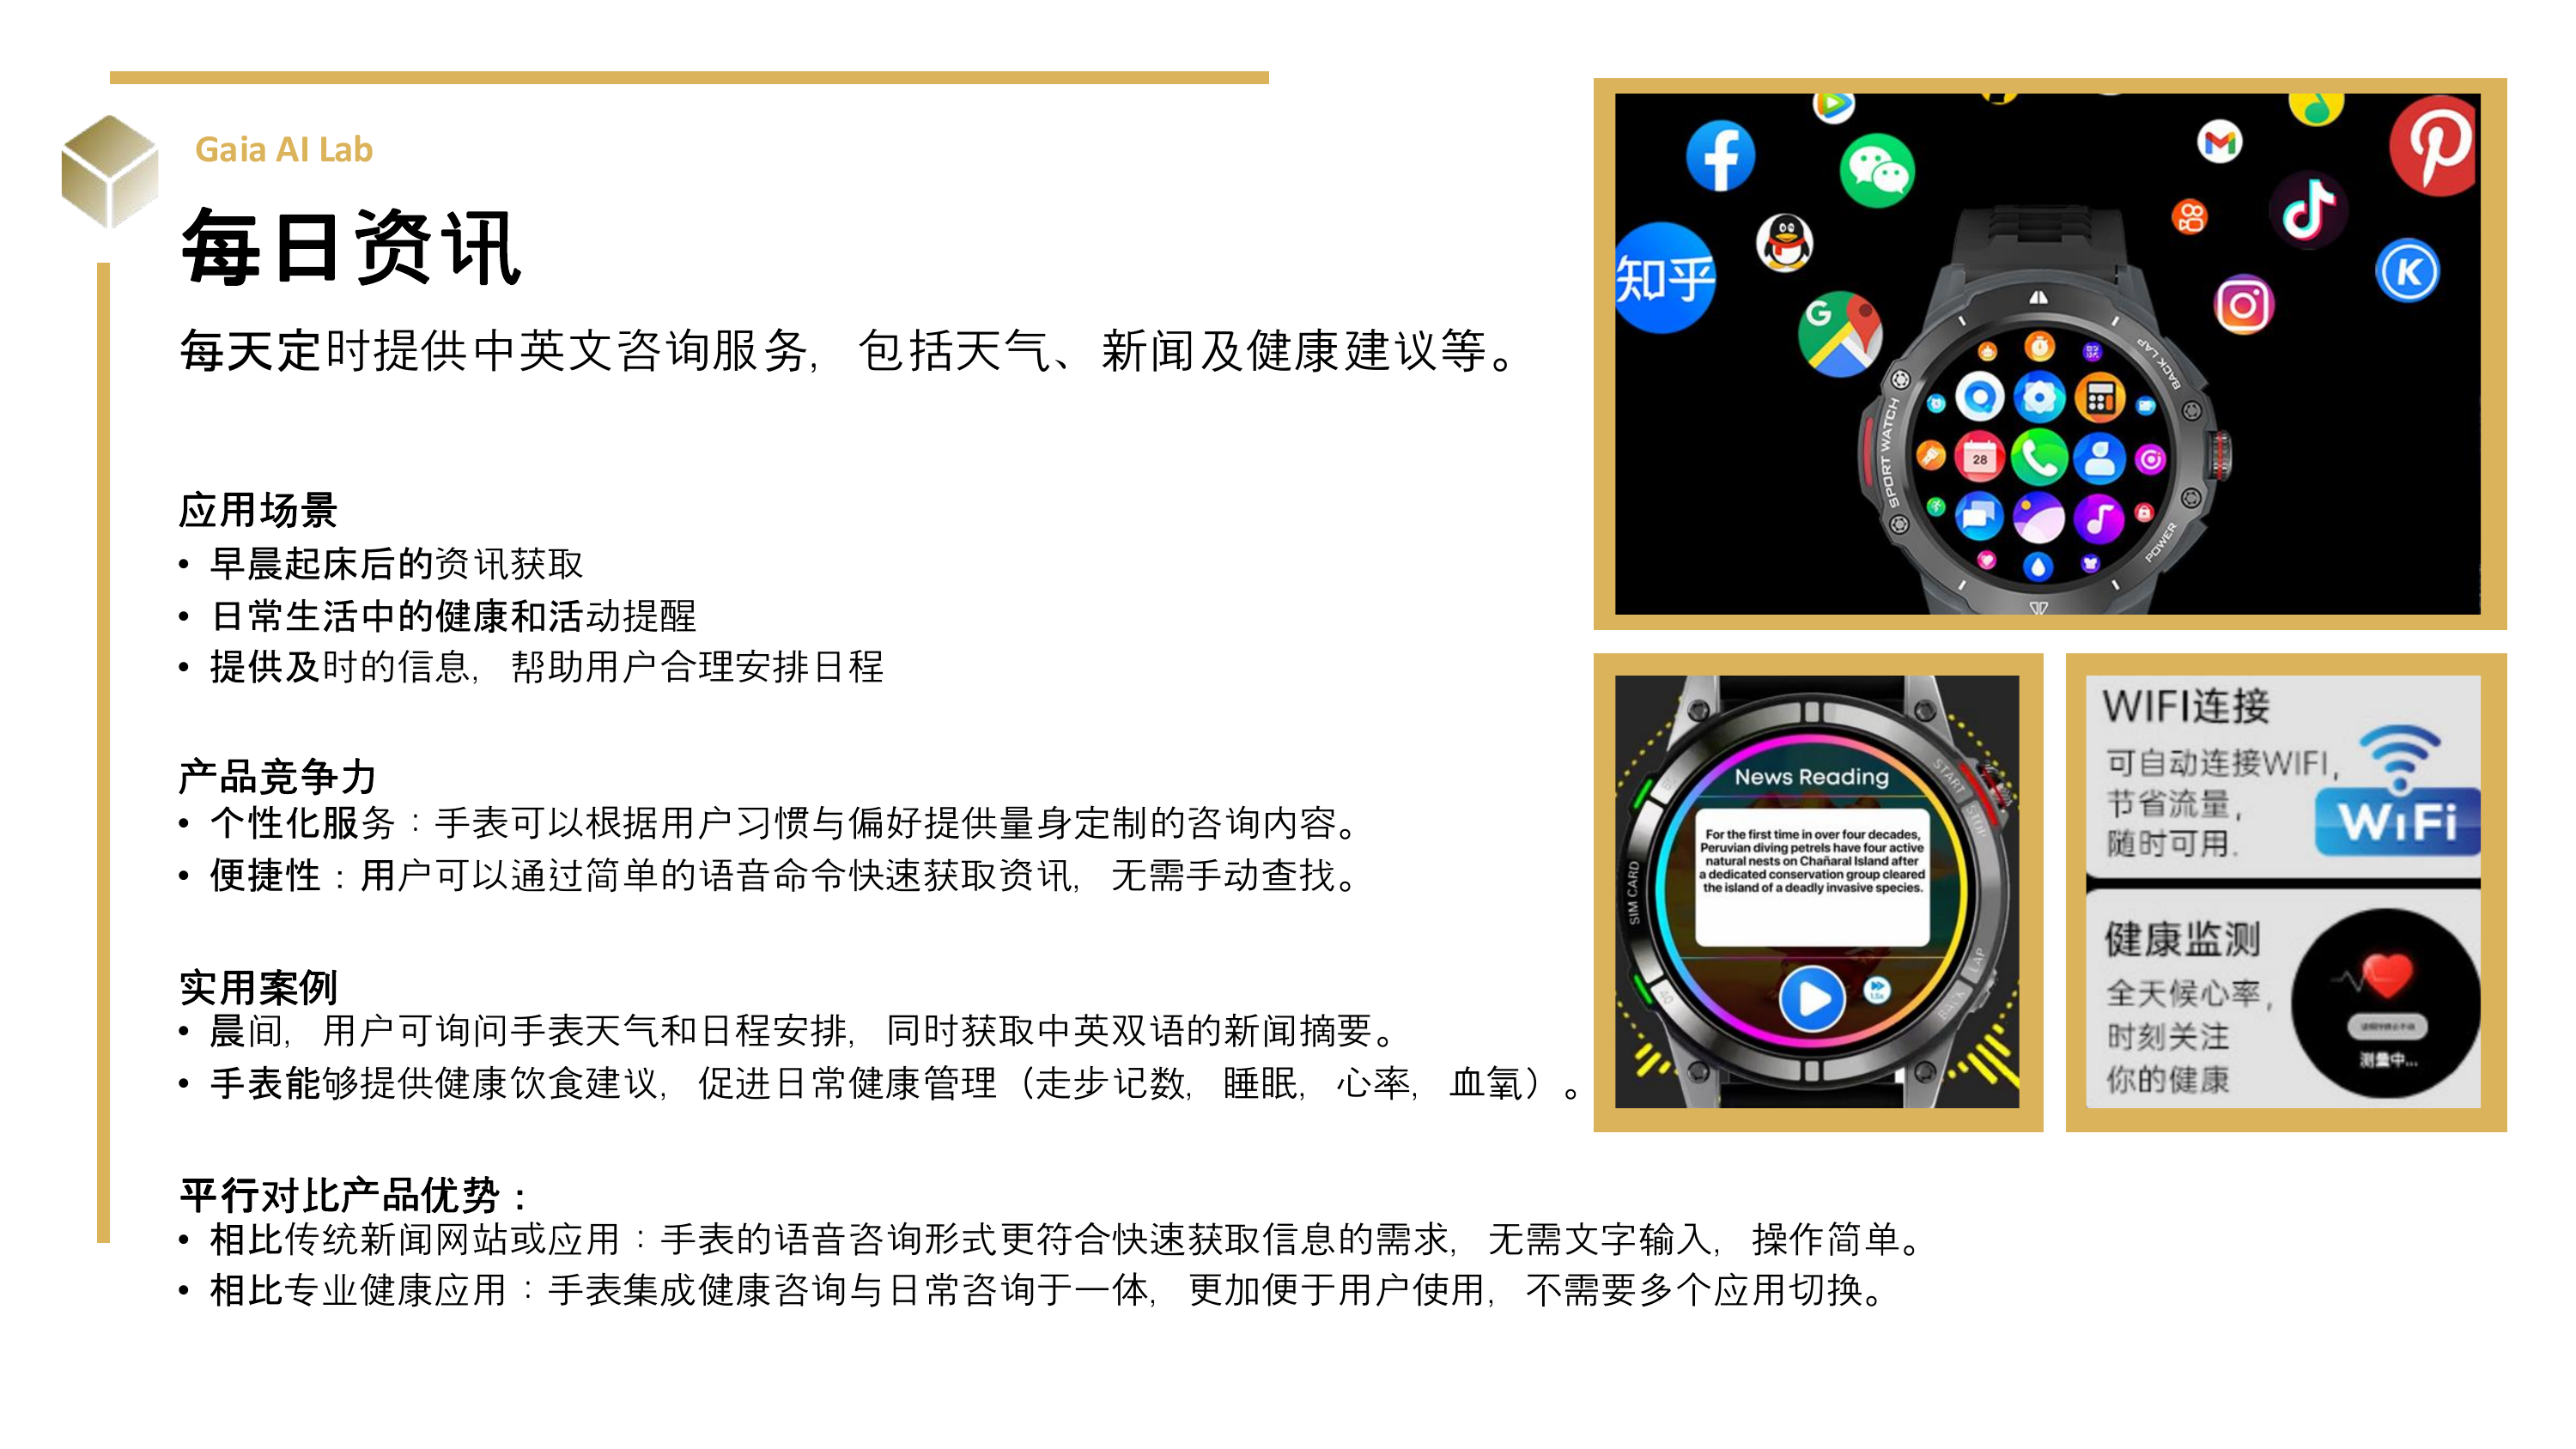 Gaia AI Lab
每日资讯
每天定时提供中英文咨询服务，包括天气、新闻及健康建议等。
应用场景
• 早晨起床后的资讯获取
• 日常生活中的健康和活动提醒
• 提供及时的信息，帮助用户合理安排日程
产品竞争力
• 个性化服务：手表可以根据用户习惯与偏好提供量身定制的咨询内容。
• 便捷性：用户可以通过简单的语音命令快速获取资讯，无需手动查找。
实用案例
• 晨间，用户可询问手表天气和日程安排，同时获取中英双语的新闻摘要。
• 手表能够提供健康饮食建议，促进日常健康管理（走步记数，睡眠，心率，血氧）。
平行对比产品优势：
• 相比传统新闻网站或应用：手表的语音咨询形式更符合快速获取信息的需求，无需文字输入，操作简单。
• 相比专业健康应用：手表集成健康咨询与日常咨询于一体，更加便于用户使用，不需要多个应用切换。
知乎
G
K
SPORT WATCH
BACK LAP
POWER
28
News Reading
For the first time in over four decades,
Peruvian diving petrels have four active
natural nests on Chañaral Island after
a dedicated conservation group cleared
the island of a deadly invasive species.
1.5x
SIM CARD
START
STOP
LAP
BACK
40
WIFI连接
可自动连接WIFI，
节省流量，
随时可用.
WiFi
健康监测
全天候心率，
时刻关注
你的健康
测量中...